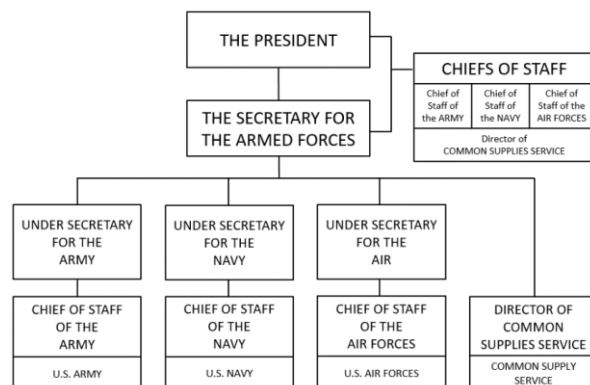 THE PRESIDENT
CHIEFS OF STAFF
Chief of
Staff of
the ARMY
Chief of
Staff of
the NAVY
Chief of
Staff of the
AIR FORCES
Director of
COMMON SUPPLIES SERVICE
THE SECRETARY FOR
THE ARMED FORCES
UNDER SECRETARY
FOR THE
ARMY
UNDER SECRETARY
FOR THE
NAVY
UNDER SECRETARY
FOR THE
AIR
CHIEF OF STAFF
OF THE
ARMY
U.S. ARMY
CHIEF OF STAFF
OF THE
NAVY
U.S. NAVY
CHIEF OF STAFF
OF THE
AIR FORCES
U.S. AIR FORCES
DIRECTOR OF
COMMON
SUPPLIES SERVICE
COMMON SUPPLY
SERVICE